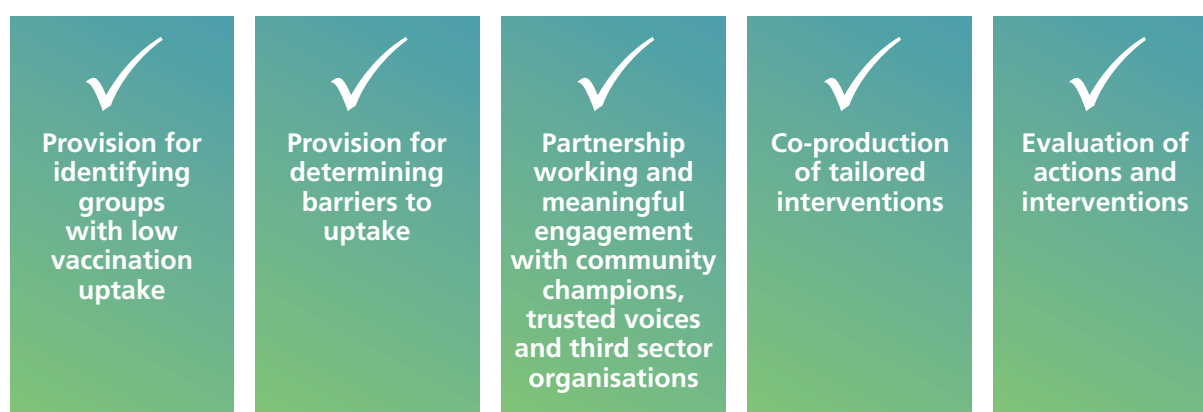 Provision for
identifying
groups
with low
vaccination
uptake
Provision for
determining
barriers to
uptake
Partnership
working and
meaningful
engagement
with community
champions,
trusted voices
and third sector
organisations
Co-production
of tailored
interventions
Evaluation of
actions and
interventions